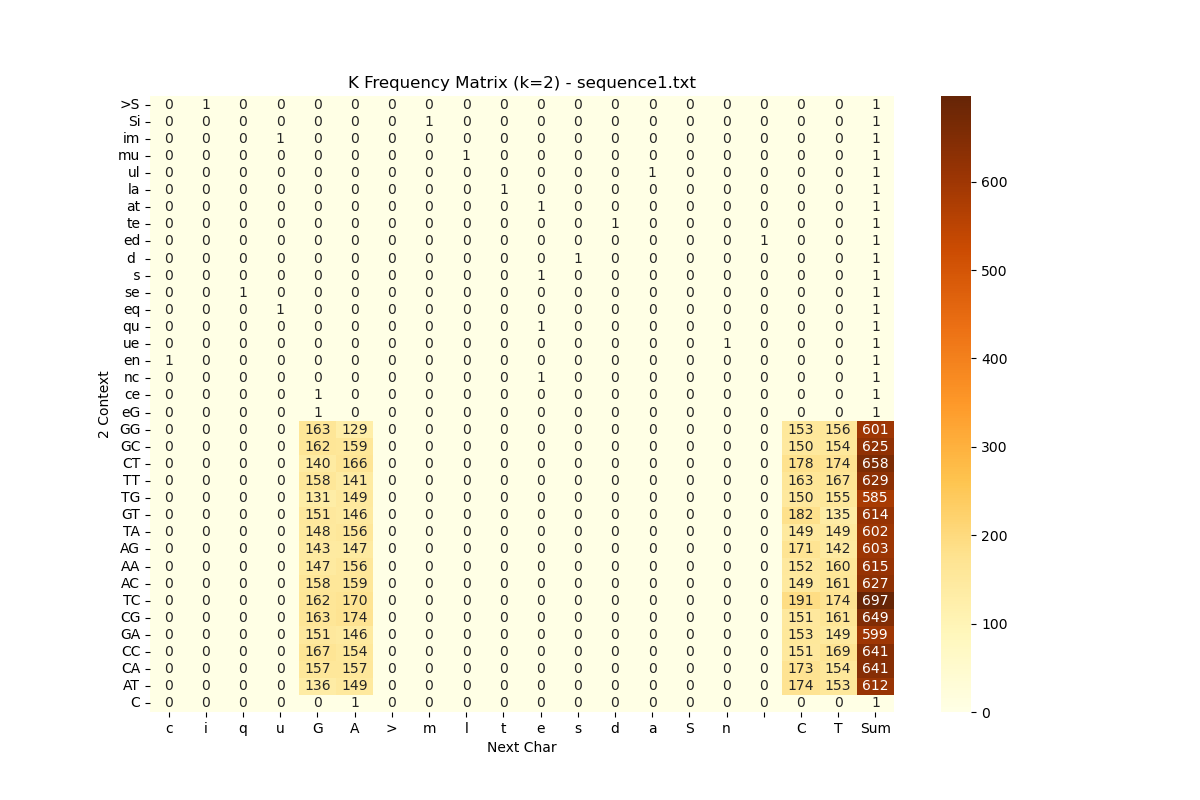 K Frequency Matrix (k=2) - sequence1.txt
>S 0 1 0 0 0 0 0 0 0 0 0 0 0 0 0 0 0 0 0 1
Si 0 0 0 0 0 0 0 1 0 0 0 0 0 0 0 0 0 0 0 1
im 0 0 0 1 0 0 0 0 0 0 0 0 0 0 0 0 0 0 0 1
mu 0 0 0 0 0 0 0 0 1 0 0 0 0 0 0 0 0 0 0 1
ul 0 0 0 0 0 0 0 0 0 0 0 0 0 1 0 0 0 0 0 1
la 0 0 0 0 0 0 0 0 0 1 0 0 0 0 0 0 0 0 0 1
at 0 0 0 0 0 0 0 0 0 0 1 0 0 0 0 0 0 0 0 1
te 0 0 0 0 0 0 0 0 0 0 0 0 1 0 0 0 0 0 0 1
ed 0 0 0 0 0 0 0 0 0 0 0 0 0 0 0 0 1 0 0 1
d 0 0 0 0 0 0 0 0 0 0 0 1 0 0 0 0 0 0 0 1
s 0 0 0 0 0 0 0 0 0 0 1 0 0 0 0 0 0 0 0 1
se 0 0 1 0 0 0 0 0 0 0 0 0 0 0 0 0 0 0 0 1
eq 0 0 0 1 0 0 0 0 0 0 0 0 0 0 0 0 0 0 0 1
qu 0 0 0 0 0 0 0 0 0 0 1 0 0 0 0 0 0 0 0 1
ue 0 0 0 0 0 0 0 0 0 0 0 0 0 0 0 1 0 0 0 1
en 1 0 0 0 0 0 0 0 0 0 0 0 0 0 0 0 0 0 0 1
nc 0 0 0 0 0 0 0 0 0 0 1 0 0 0 0 0 0 0 0 1
ce 0 0 0 0 1 0 0 0 0 0 0 0 0 0 0 0 0 0 0 1
eG 0 0 0 0 1 0 0 0 0 0 0 0 0 0 0 0 0 0 0 1
GG 0 0 0 0 163 129 0 0 0 0 0 0 0 0 0 0 0 153 156 601
GC 0 0 0 0 162 159 0 0 0 0 0 0 0 0 0 0 0 150 154 625
CT 0 0 0 0 140 166 0 0 0 0 0 0 0 0 0 0 0 178 174 658
TT 0 0 0 0 158 141 0 0 0 0 0 0 0 0 0 0 0 163 167 629
TG 0 0 0 0 131 149 0 0 0 0 0 0 0 0 0 0 0 150 155 585
GT 0 0 0 0 151 146 0 0 0 0 0 0 0 0 0 0 0 182 135 614
TA 0 0 0 0 148 156 0 0 0 0 0 0 0 0 0 0 0 149 149 602
AG 0 0 0 0 143 147 0 0 0 0 0 0 0 0 0 0 0 171 142 603
AA 0 0 0 0 147 156 0 0 0 0 0 0 0 0 0 0 0 152 160 615
AC 0 0 0 0 158 159 0 0 0 0 0 0 0 0 0 0 0 149 161 627
TC 0 0 0 0 162 170 0 0 0 0 0 0 0 0 0 0 0 191 174 697
CG 0 0 0 0 163 174 0 0 0 0 0 0 0 0 0 0 0 151 161 649
GA 0 0 0 0 151 146 0 0 0 0 0 0 0 0 0 0 0 153 149 599
CC 0 0 0 0 167 154 0 0 0 0 0 0 0 0 0 0 0 151 169 641
CA 0 0 0 0 157 157 0 0 0 0 0 0 0 0 0 0 0 173 154 641
AT 0 0 0 0 136 149 0 0 0 0 0 0 0 0 0 0 0 174 153 612
C 0 0 0 0 0 1 0 0 0 0 0 0 0 0 0 0 0 0 0 1
c i q u G A > m l t e s d a S n C T Sum
Next Char
2 Context
600
500
400
300
200
100
0